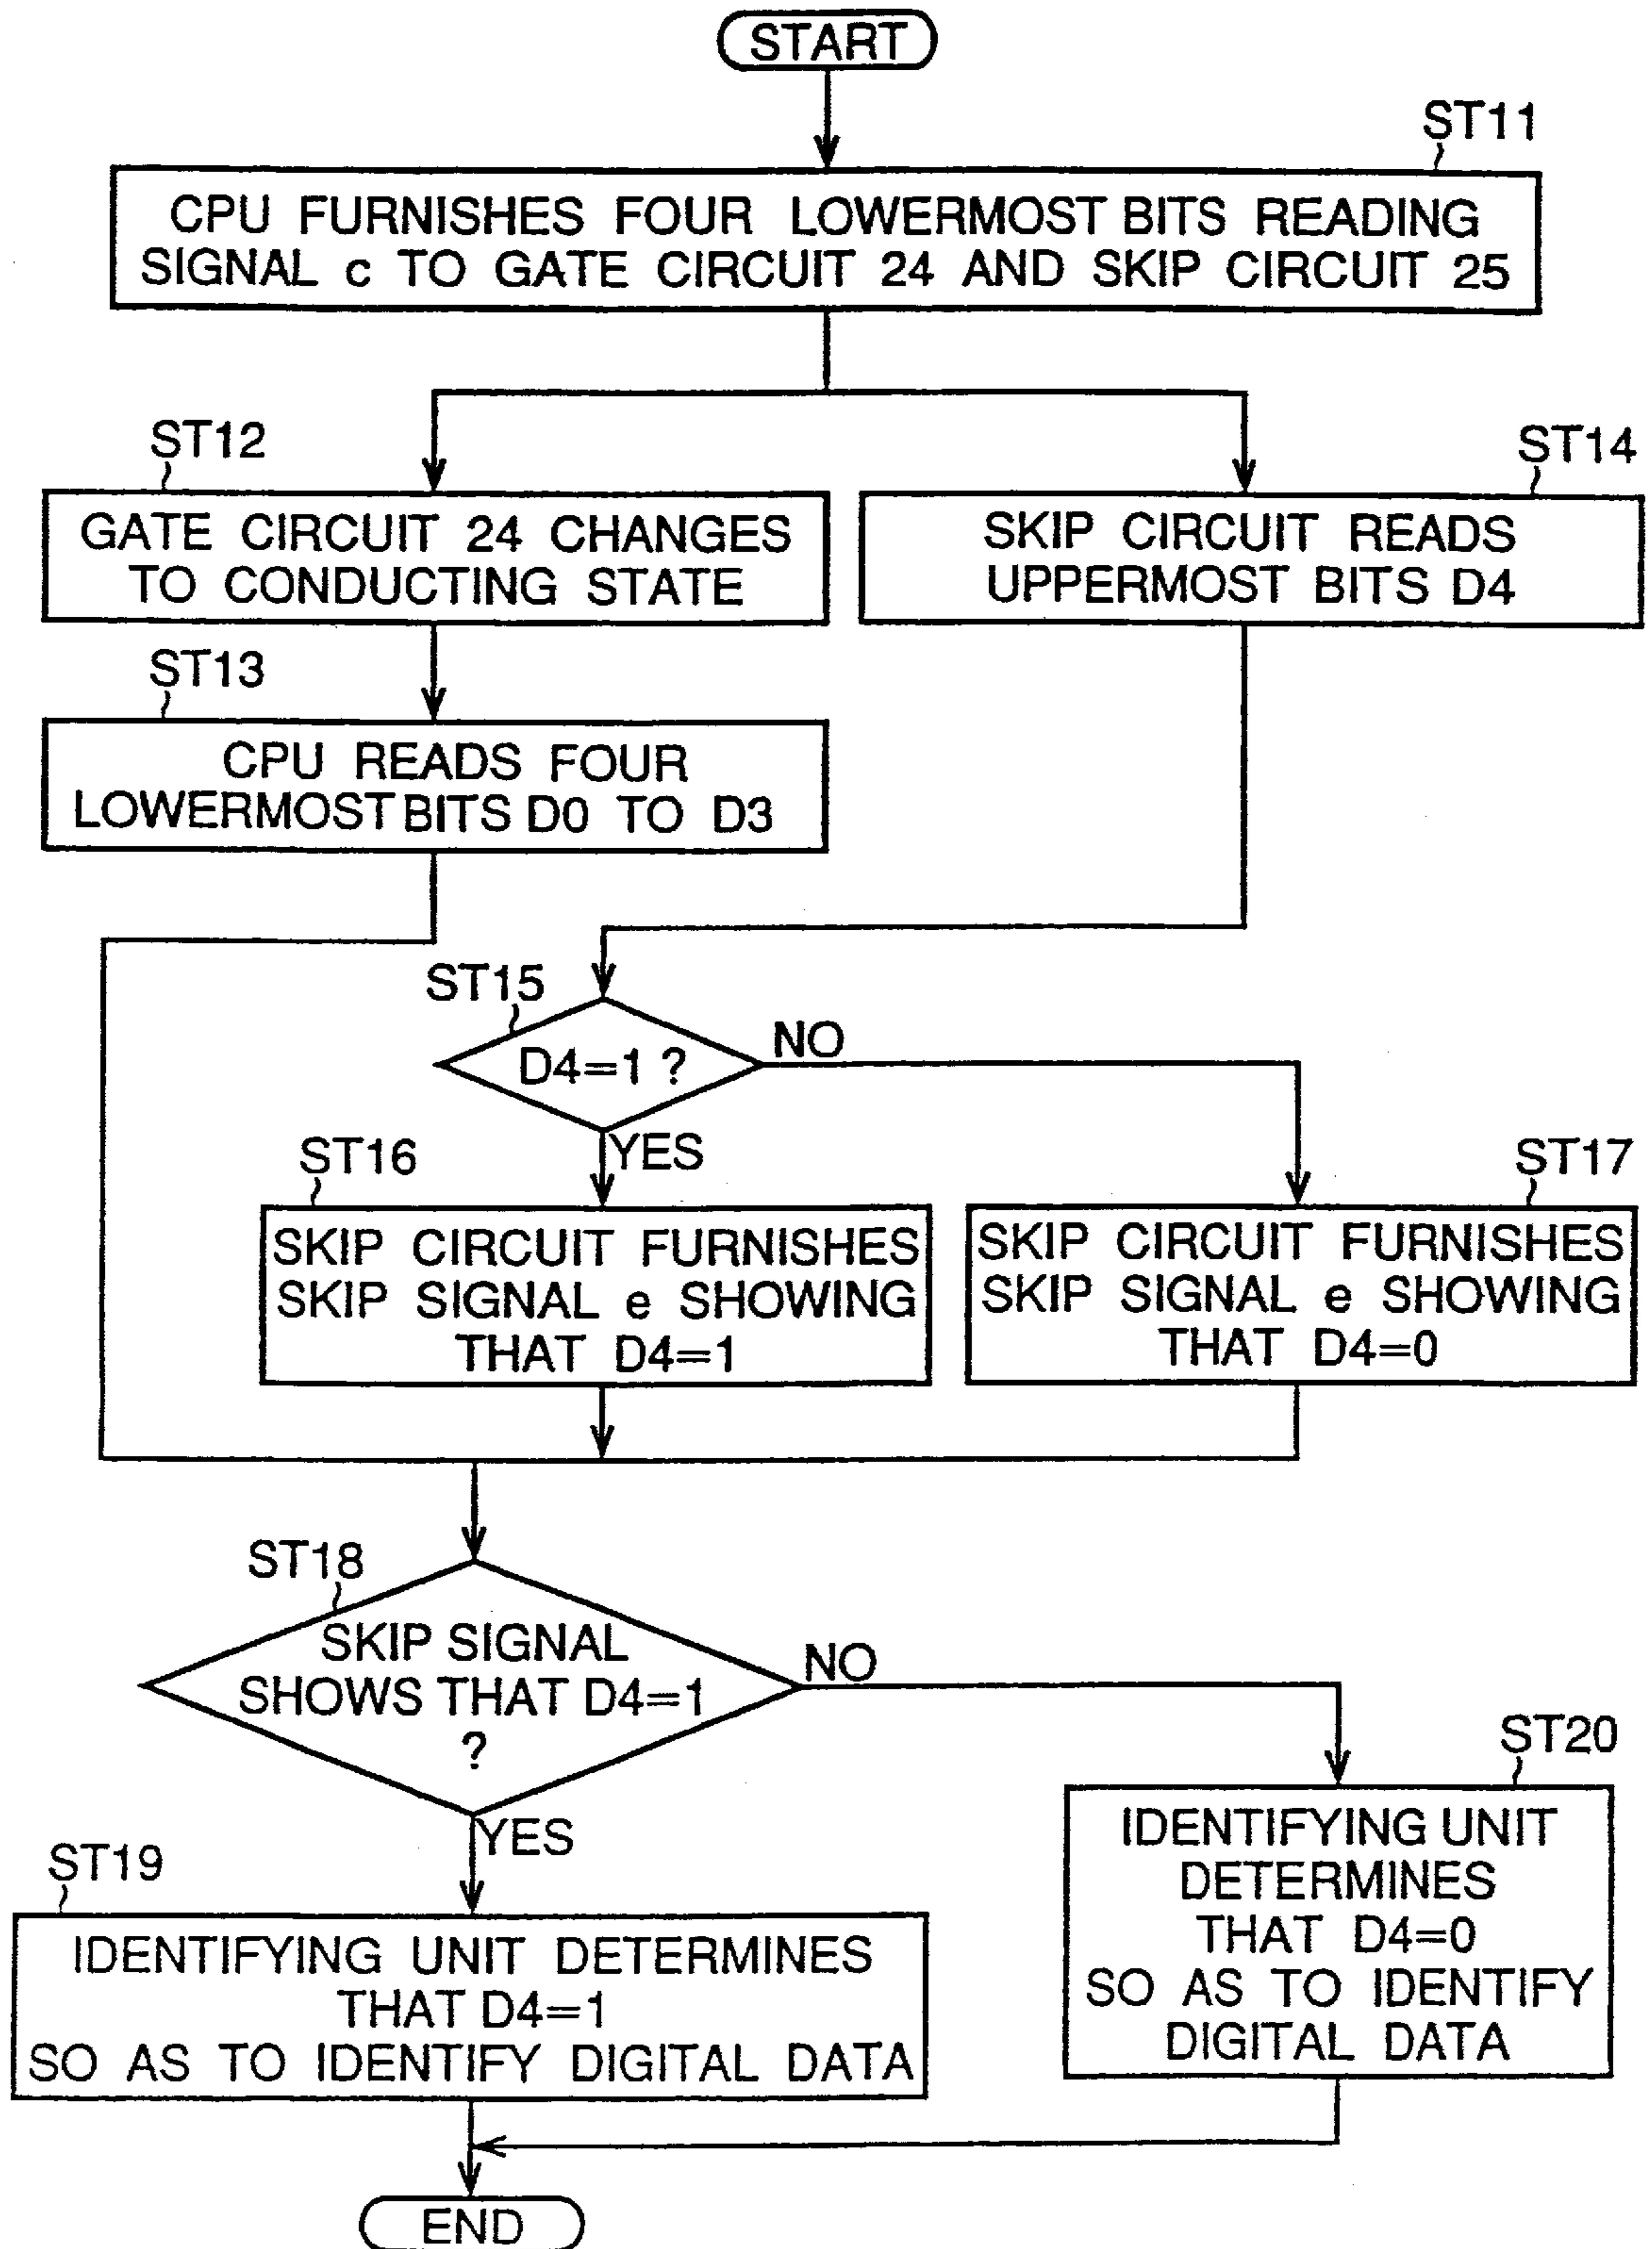 START
ST11
CPU FURNISHES FOUR LOWERMOST BITS READING
SIGNAL c TO GATE CIRCUIT 24 AND SKIP CIRCUIT 25
ST12
GATE CIRCUIT 24 CHANGES
TO CONDUCTING STATE
ST14
SKIP CIRCUIT READS
UPPERMOST BITS D4
ST13
CPU READS FOUR
LOWERMOST BITS D0 TO D3
ST15
D4=1 ?
NO
YES
ST16
SKIP CIRCUIT FURNISHES
SKIP SIGNAL e SHOWING
THAT D4=1
ST17
SKIP CIRCUIT FURNISHES
SKIP SIGNAL e SHOWING
THAT D4=0
ST18
SKIP SIGNAL
SHOWS THAT D4=1
?
NO
YES
ST19
IDENTIFYING UNIT DETERMINES
THAT D4=1
SO AS TO IDENTIFY DIGITAL DATA
ST20
IDENTIFYING UNIT
DETERMINES
THAT D4=0
SO AS TO IDENTIFY
DIGITAL DATA
END